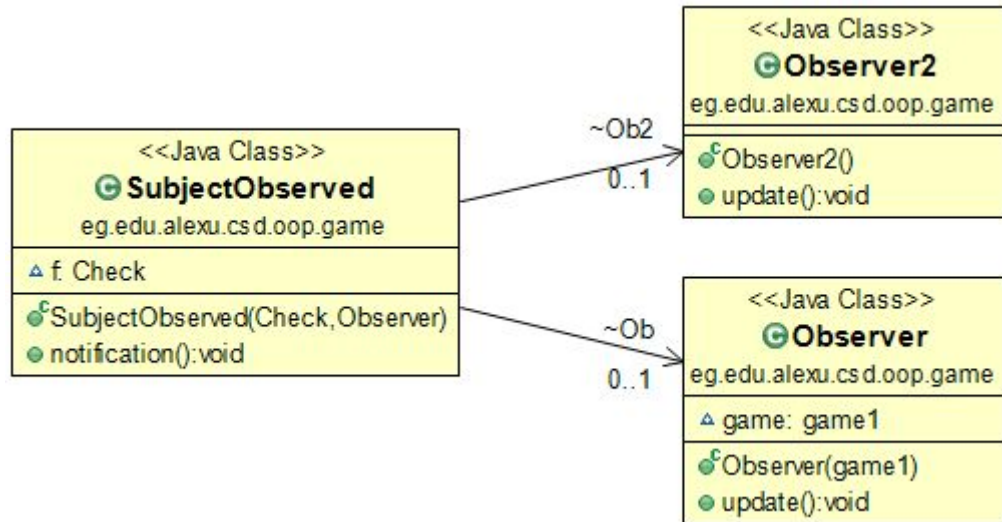 <<Java Class>>
SubjectObserved
eg.edu.alexu.csd.oop.game
f: Check
SubjectObserved(Check,Observer)
notification():void
~Ob2
0..1
~Ob
0..1
<<Java Class>>
Observer2
eg.edu.alexu.csd.oop.game
Observer2()
update():void
<<Java Class>>
Observer
eg.edu.alexu.csd.oop.game
game: game1
Observer(game1)
update():void